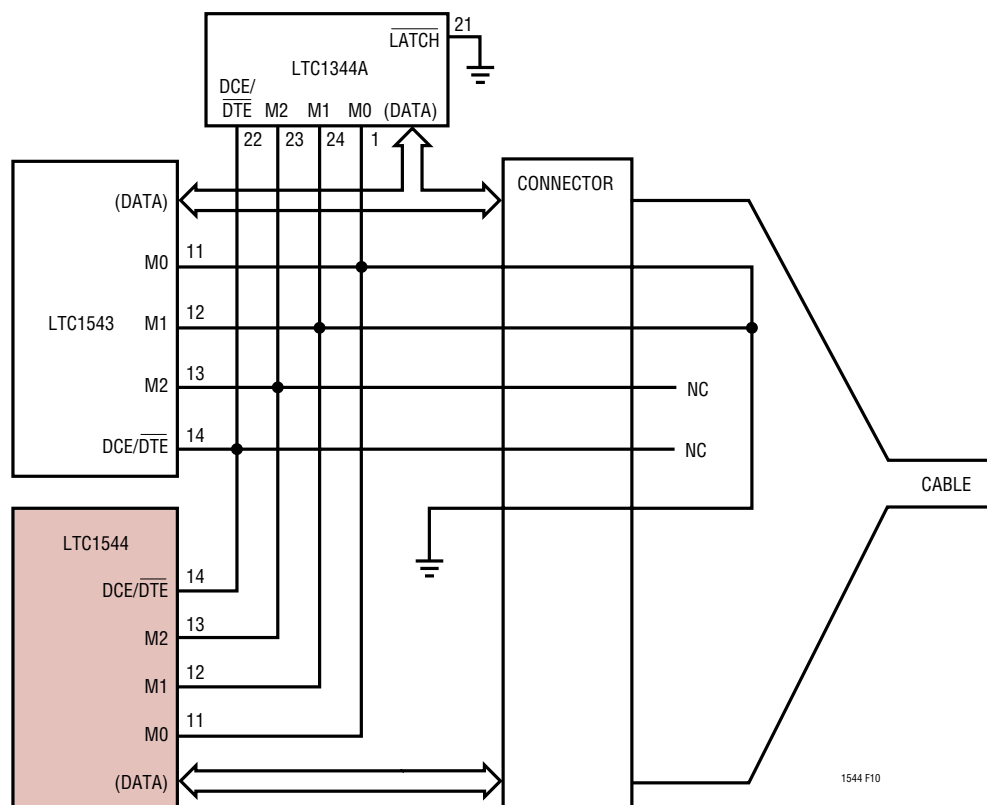 LATCH
21
LTC1344A
DCE/
DTE M2 M1 M0 (DATA)
22 23 24 1
CONNECTOR
(DATA)
M0 11
LTC1543
M1 12
M2 13
NC
DCE/DTE 14
NC
CABLE
LTC1544
DCE/DTE 14
M2 13
M1 12
M0 11
(DATA)
1544 F10